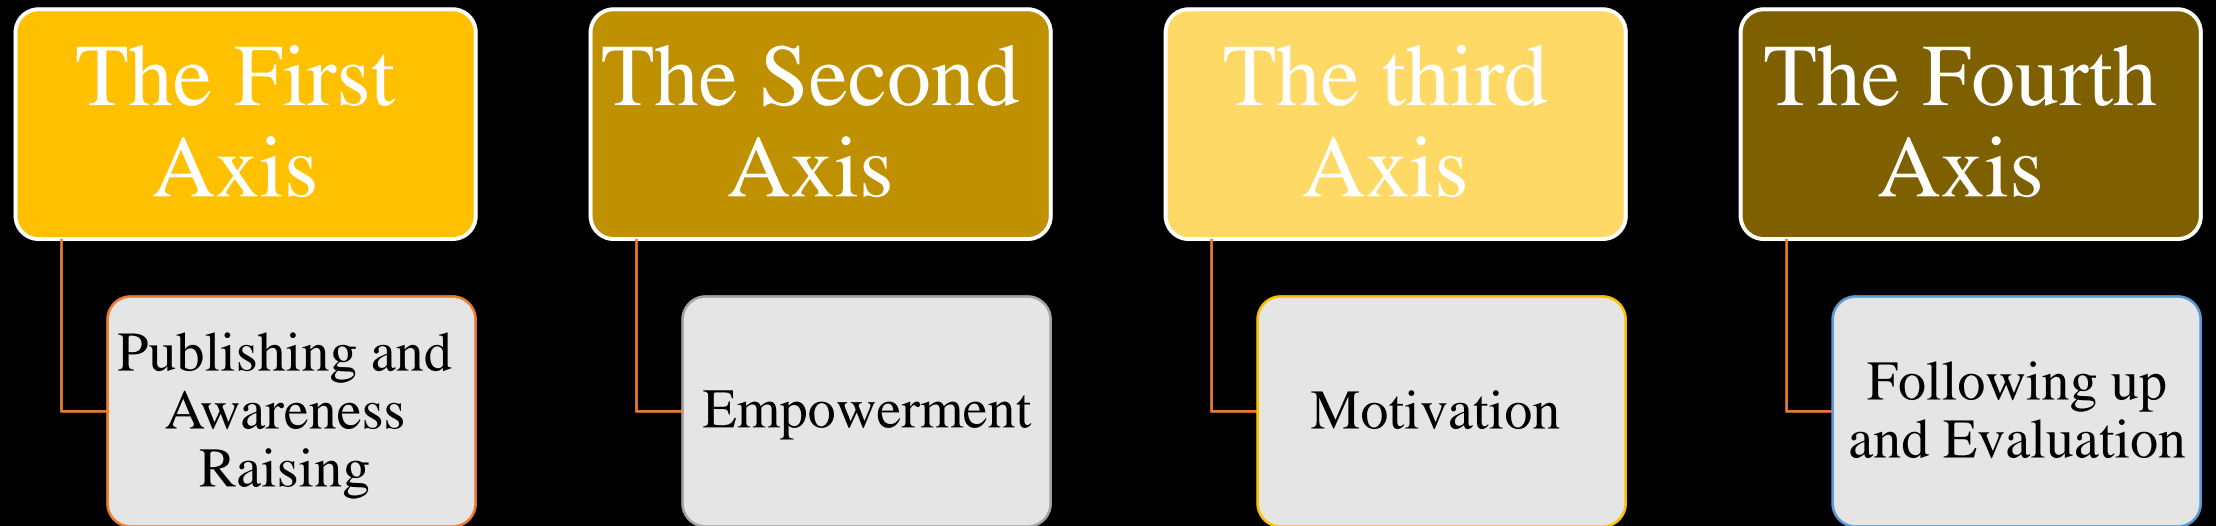 The First
Axis
Publishing and
Awareness
Raising
The Second
Axis
Empowerment
The third
Axis
Motivation
The Fourth
Axis
Following up
and Evaluation